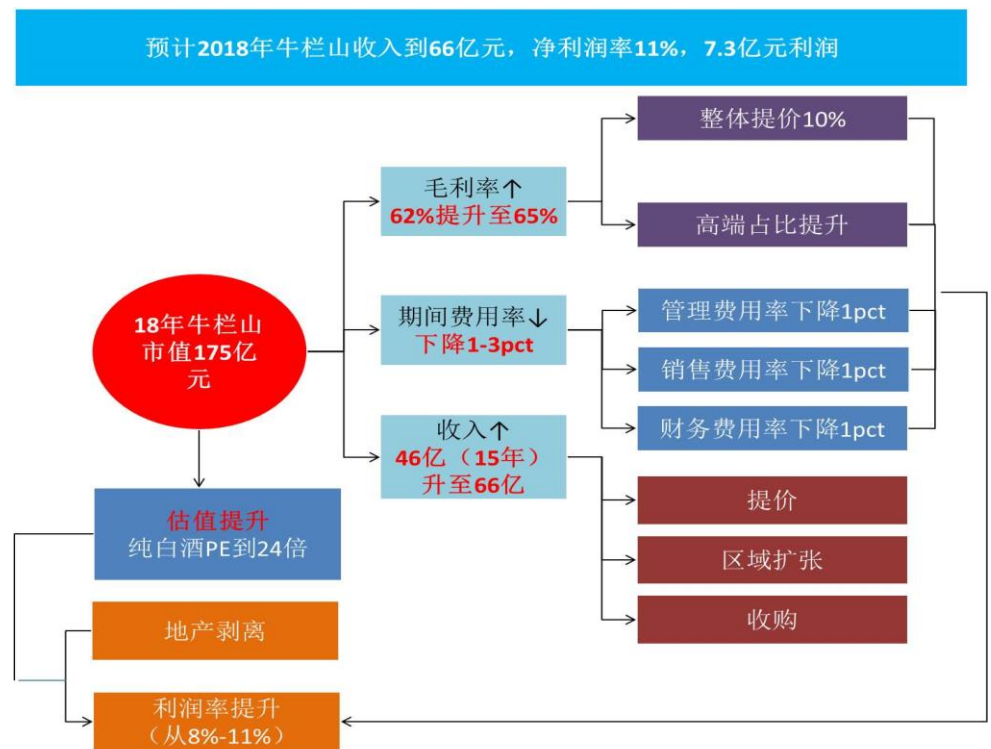 预计2018年牛栏山收入到66亿元，净利润率11%，7.3亿元利润
整体提价10%
毛利率↑
62%提升至65%
高端占比提升
18年牛栏山
市值175亿
元
期间费用率↓
下降1-3pct
管理费用率下降1pct
销售费用率下降1pct
财务费用率下降1pct
收入↑
46亿（15年）
升至66亿
提价
区域扩张
收购
估值提升
纯白酒PE到24倍
地产剥离
利润率提升
（从8%-11%）